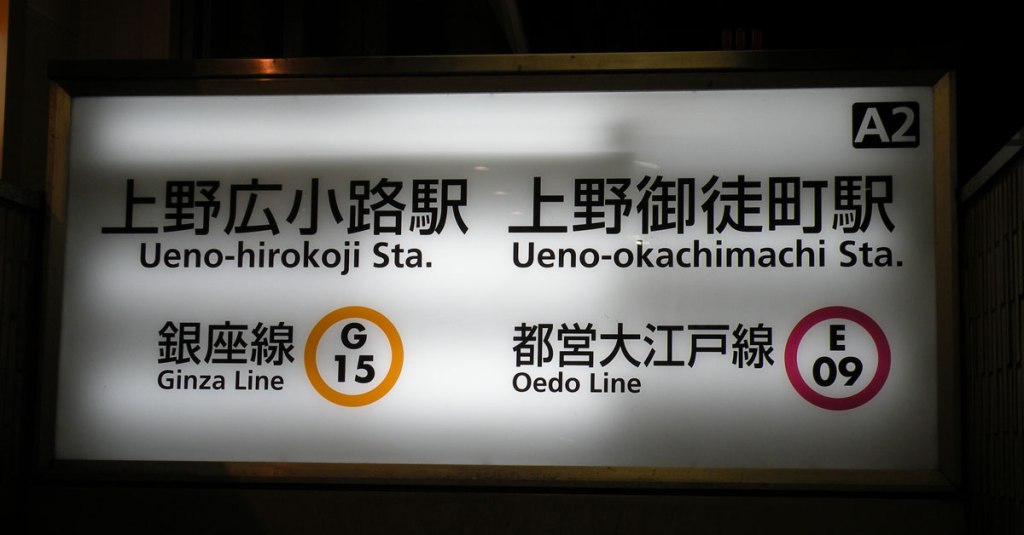 A2
上野広小路駅 上野御徒町駅
Ueno-hirokoji Sta. Ueno-okachimachi Sta.
銀座線 G 都営大江戸線 E
Ginza Line 15 Oedo Line 09